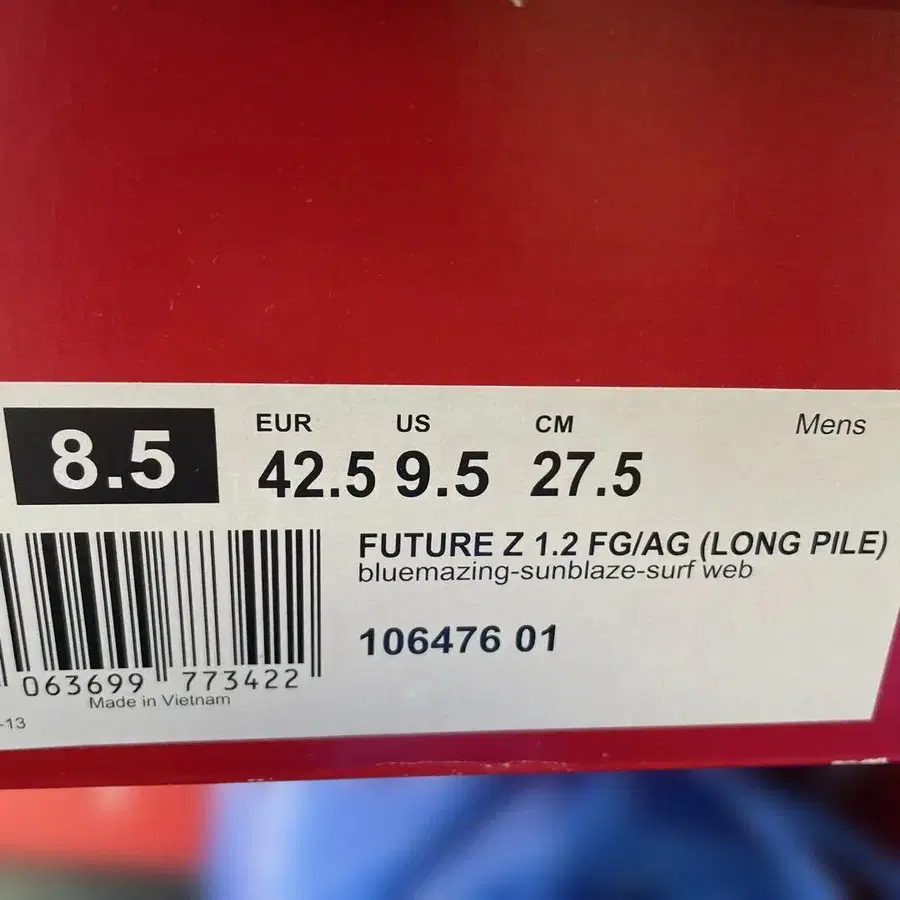 8.5 EUR US CM Mens
42.5 9.5 27.5
FUTURE Z 1.2 FG/AG (LONG PILE)
bluemazing-sunblaze-surf web
106476 01
063699 773422
Made in Vietnam
-13